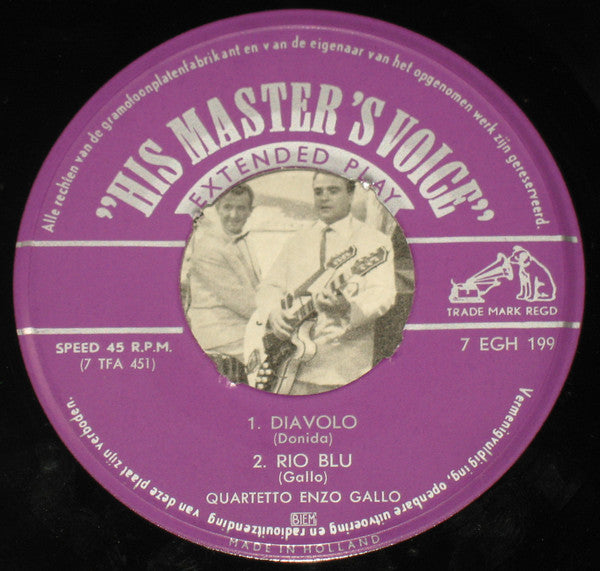 Alle rechten van de gramofoonplatenfabrikant en v an de eigenaar van het opgenomen werk zijn gereserveerd.
"HIS MASTER'S VOICE"
EXTENDED PLAY
TRADE MARK REGD
SPEED 45 R.P.M.
(7 TFA 451)
7 EGH 199
1. DIAVOLO
(Donida)
2. RIO BLU
(Gallo)
QUARTETTO ENZO GALLO
BIEM
Vermenigvuldiging, openbare uitvoering en radiouitzending van deze plaat zijn verboden.
MADE IN HOLLAND